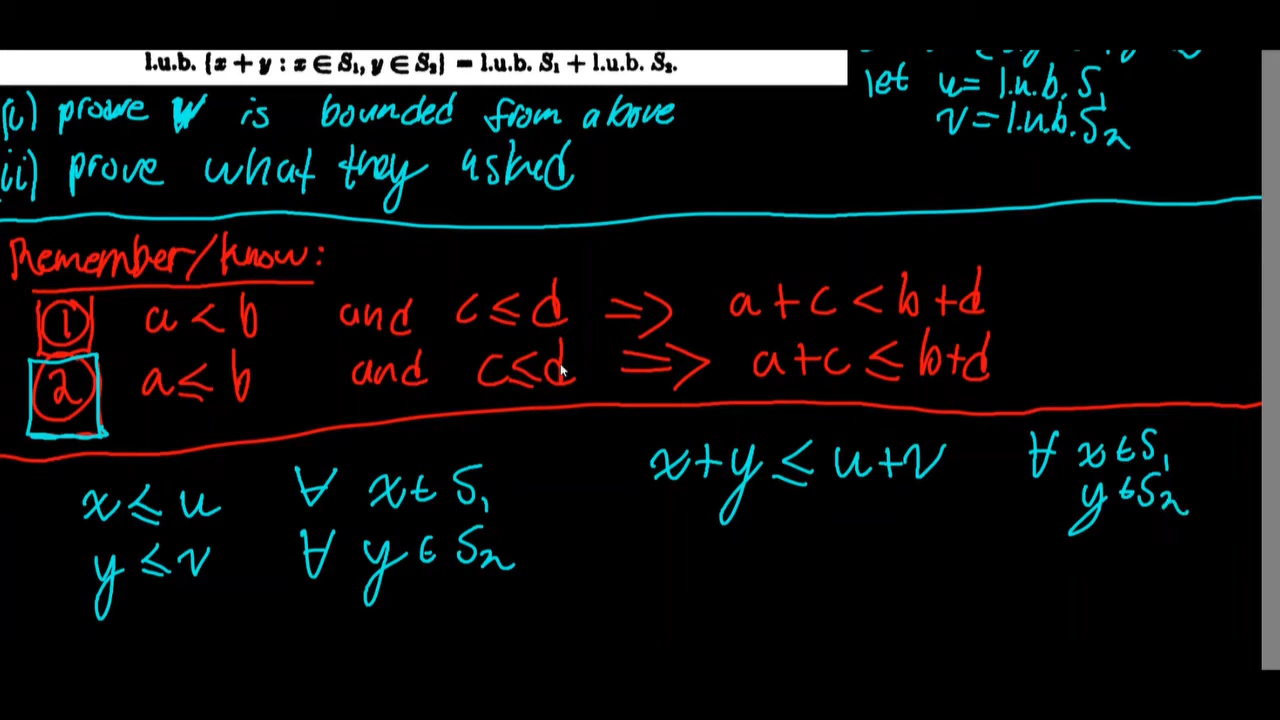 l.u.b. {x + y : x ∈ S₁, y ∈ S₂} = l.u.b. S₁ + l.u.b. S₂.
let u = l.u.b. S₁
v = l.u.b. S₂
(i) prove W is bounded from above
ii) prove what they asked
Remember/know:
① a < b and c ≤ d => a + c < b + d
② a ≤ b and c ≤ d => a + c ≤ b + d
x ≤ u ∀ x ∈ S₁
y ≤ v ∀ y ∈ S₂
x + y ≤ u + v ∀ x ∈ S₁
y ∈ S₂